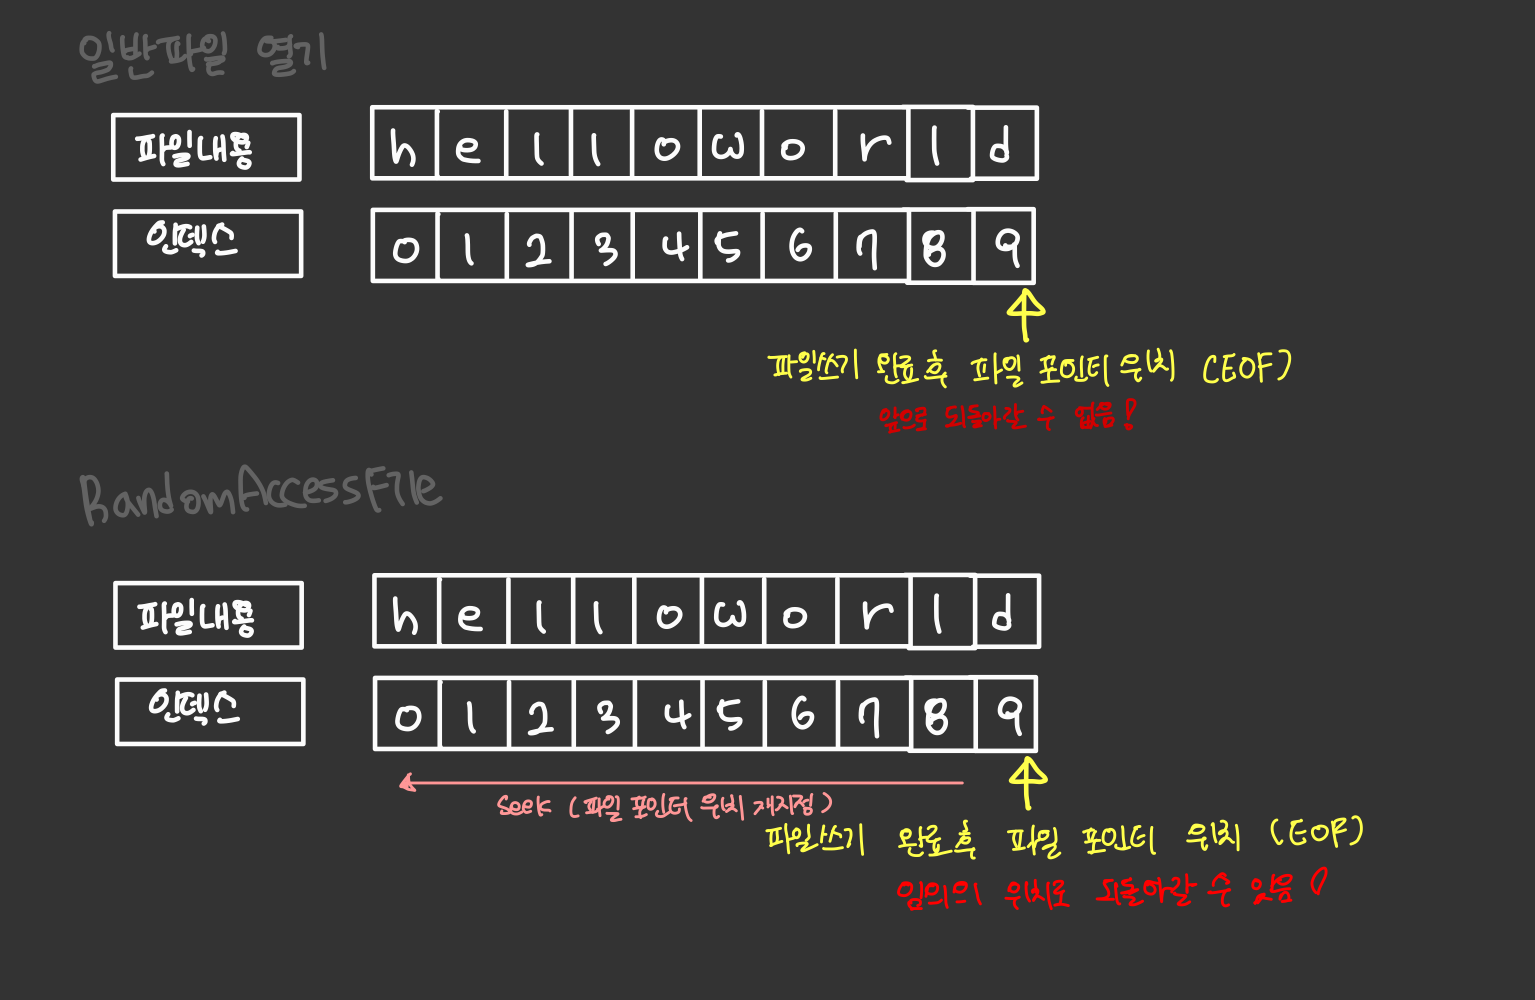 일반파일 열기
파일내용 h e l l o w o r l d
인덱스 0 1 2 3 4 5 6 7 8 9
파일쓰기 완료후 파일 포인터 위치 (EOF)
앞으로 되돌아갈 수 없음!
RandomAccessFile
파일내용 h e l l o w o r l d
인덱스 0 1 2 3 4 5 6 7 8 9
seek (파일 포인터 위치 재지정)
파일쓰기 완료후 파일 포인터 위치 (EOF)
임의의 위치로 되돌아갈 수 있음!